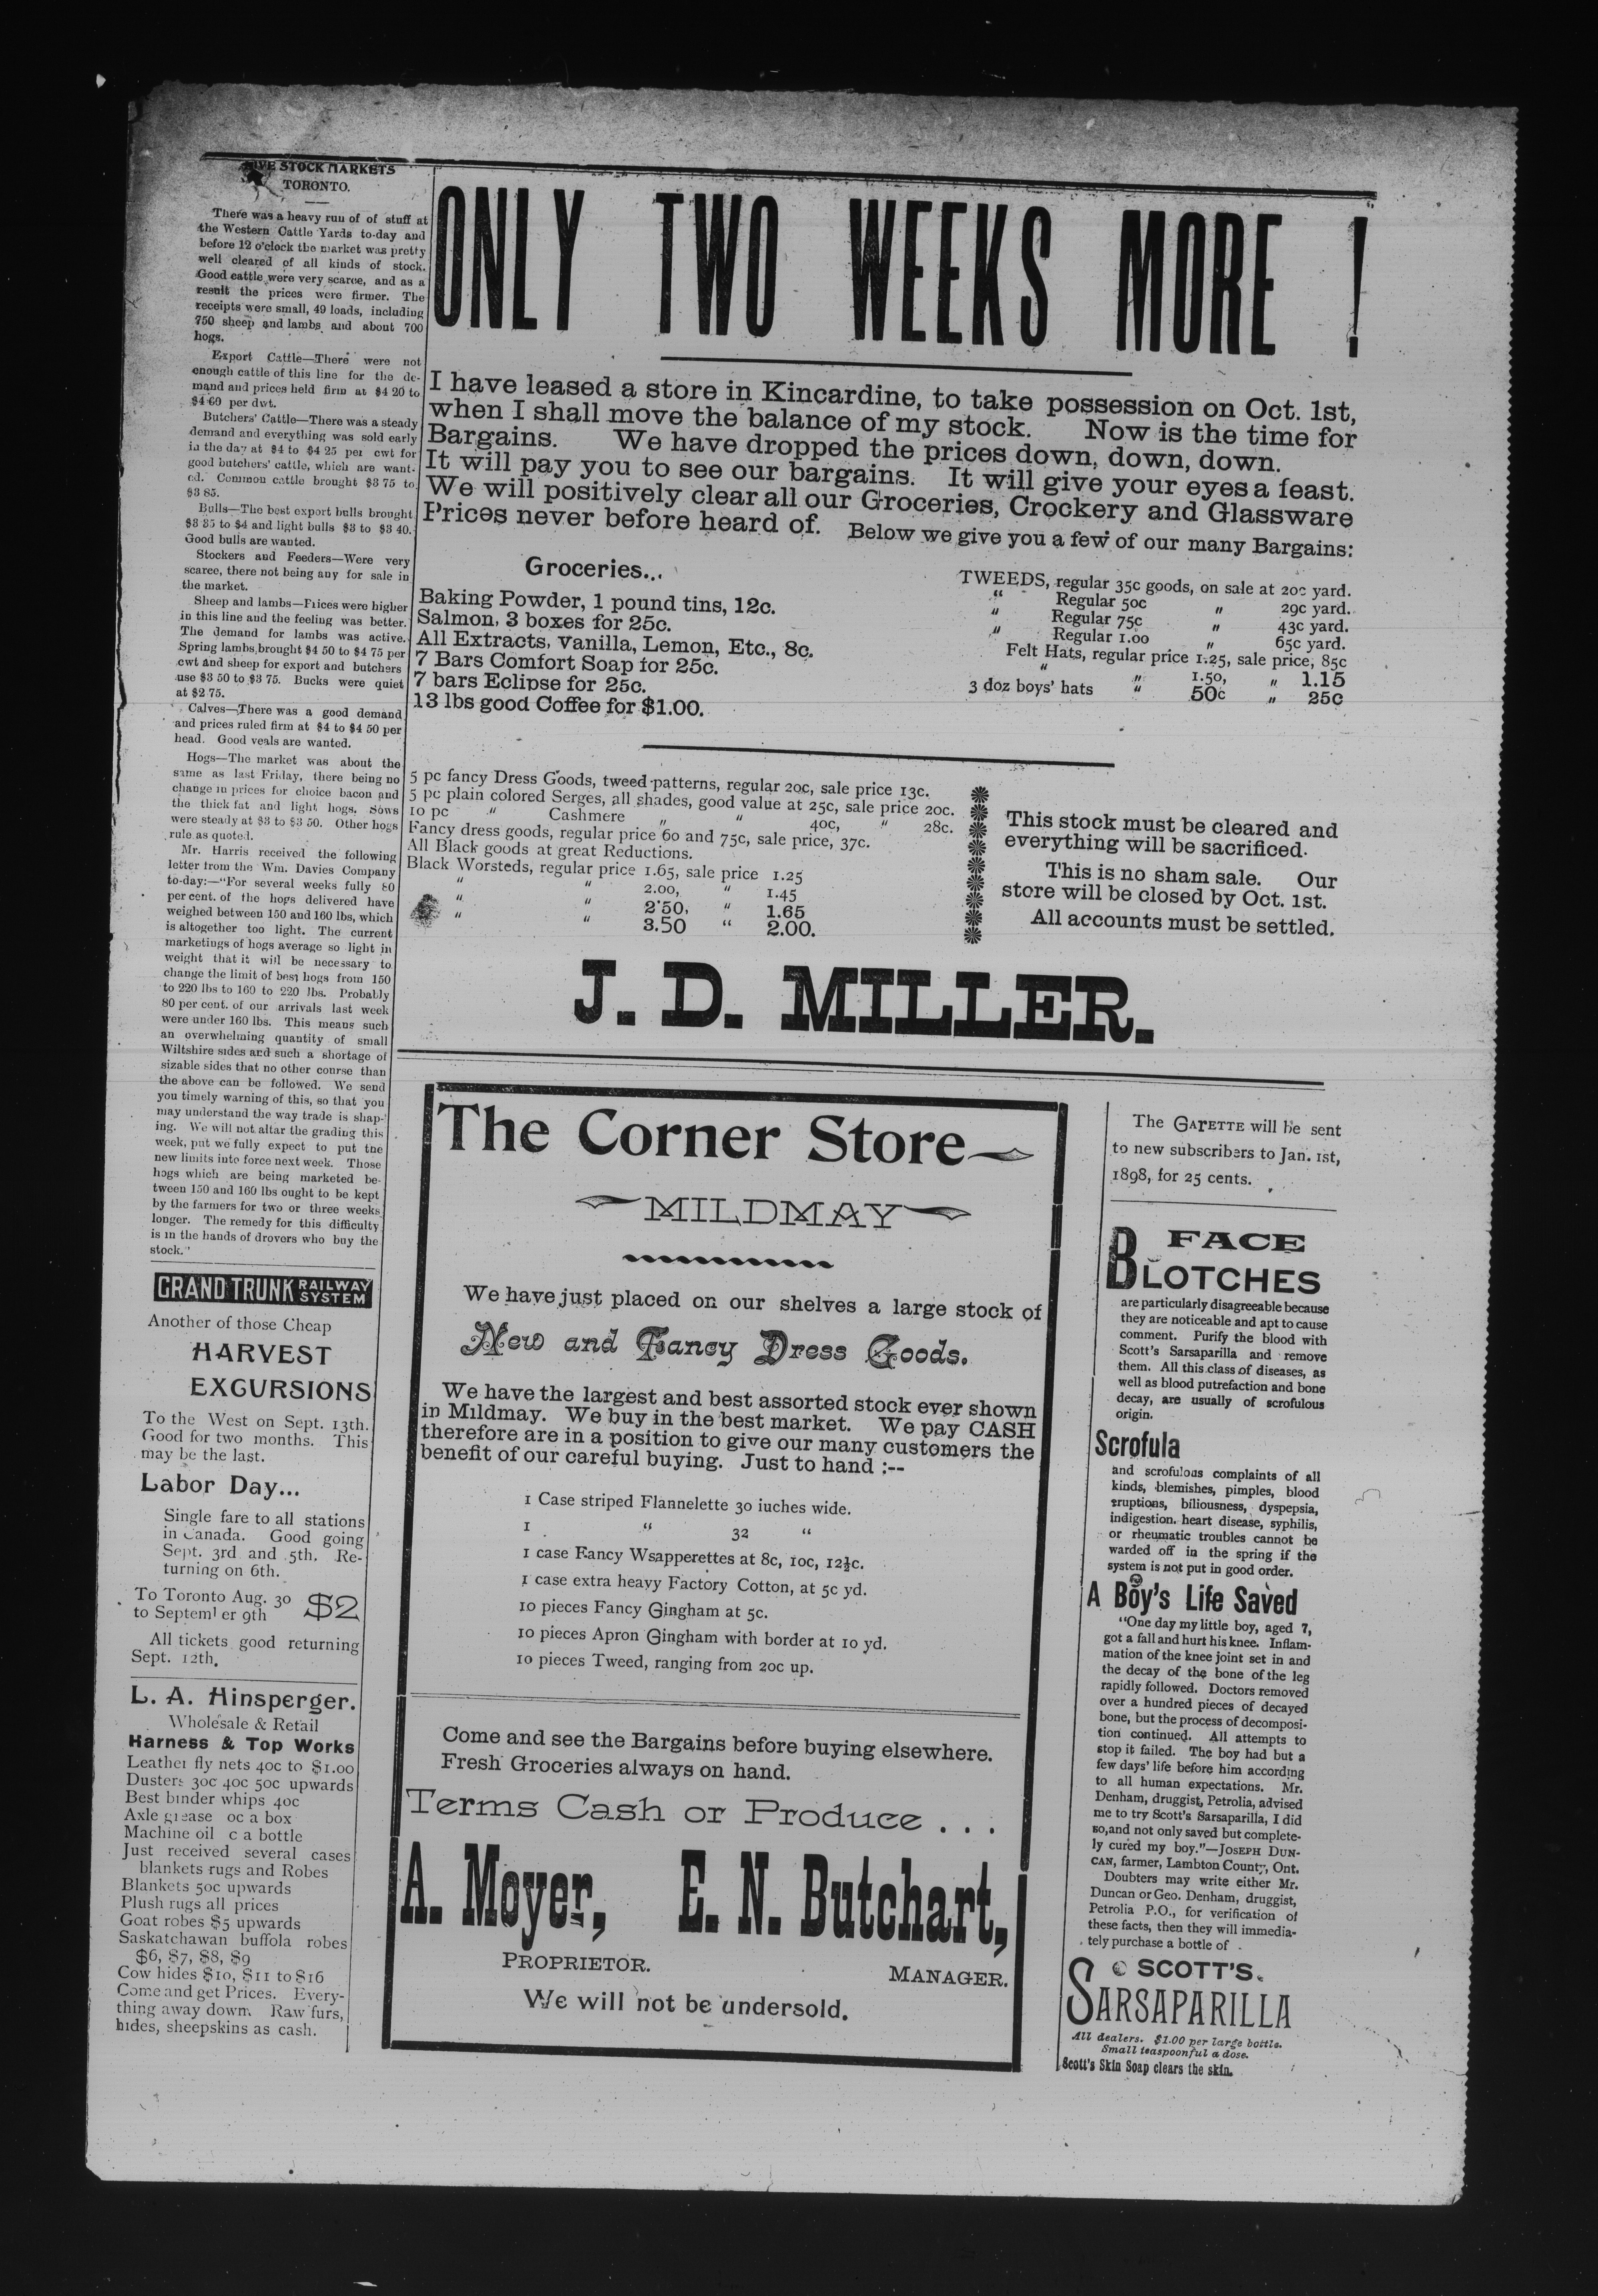 LIVE STOCK MARKETS
TORONTO.
There was a heavy run of of stuff at
the Western Cattle Yards to-day and
before 12 o'clock the market was pretty
well cleared of all kinds of stock.
Good cattle were very scarce, and as a
result the prices were firmer. The
receipts were small, 49 loads, including
750 sheep and lambs and about 700
hogs.
Export Cattle—There were not
enough cattle of this line for the de-
mand and prices held firm at $4 20 to
$4 60 per dwt.
Butchers' Cattle—There was a steady
demand and everything was sold early
in the day at $4 to $4 25 per cwt for
good butchers' cattle, which are want-
ed. Common cattle brought $3 75 to
$3 85.
Bulls—The best export bulls brought
$3 35 to $4 and light bulls $3 to $3 40.
Good bulls are wanted.
Stockers and Feeders—Were very
scarce, there not being any for sale in
the market.
Sheep and lambs—Prices were higher
in this line and the feeling was better.
The demand for lambs was active.
Spring lambs brought $4 50 to $4 75 per
cwt and sheep for export and butchers
use $3 50 to $3 75. Bucks were quiet
at $2 75.
Calves—There was a good demand
and prices ruled firm at $4 to $4 50 per
head. Good veals are wanted.
Hogs—The market was about the
same as last Friday, there being no
change in prices for choice bacon and
the thick fat and light hogs. Sows
were steady at $3 to $3 50. Other hogs
rule as quoted.
Mr. Harris received the following
letter from the Wm. Davies Company
to-day:—"For several weeks fully 80
per cent. of the hogs delivered have
weighed between 150 and 160 lbs, which
is altogether too light. The current
marketings of hogs average so light in
weight that it will be necessary to
change the limit of best hogs from 150
to 220 lbs to 160 to 220 lbs. Probably
80 per cent. of our arrivals last week
were under 160 lbs. This means such
an overwhelming quantity of small
Wiltshire sides and such a shortage of
sizable sides that no other course than
the above can be followed. We send
you timely warning of this, so that you
may understand the way trade is shap-
ing. We will not altar the grading this
week, put we fully expect to put tne
new limits into force next week. Those
hogs which are being marketed be-
tween 150 and 160 lbs ought to be kept
by the farmers for two or three weeks
longer. The remedy for this difficulty
is in the hands of drovers who buy the
stock."
GRAND TRUNK RAILWAY SYSTEM
Another of those Cheap
HARVEST
EXCURSIONS
To the West on Sept. 13th.
Good for two months. This
may be the last.
Labor Day...
Single fare to all stations
in Canada. Good going
Sept. 3rd and 5th. Re-
turning on 6th.
To Toronto Aug. 30
to September 9th $2
All tickets good returning
Sept. 12th.
L. A. Hinsperger.
Wholesale & Retail
Harness & Top Works
Leather fly nets 40c to $1.00
Dusters 30c 40c 50c upwards
Best binder whips 40c
Axle grease oc a box
Machine oil c a bottle
Just received several cases
blankets rugs and Robes
Blankets 50c upwards
Plush rugs all prices
Goat robes $5 upwards
Saskatchawan buffola robes
$6, $7, $8, $9
Cow hides $10, $11 to $16
Come and get Prices. Every-
thing away down. Raw furs,
hides, sheepskins as cash.
ONLY TWO WEEKS MORE !
I have leased a store in Kincardine, to take possession on Oct. 1st,
when I shall move the balance of my stock. Now is the time for
Bargains. We have dropped the prices down, down, down.
It will pay you to see our bargains. It will give your eyes a feast.
We will positively clear all our Groceries, Crockery and Glassware
Prices never before heard of. Below we give you a few of our many Bargains:
Groceries...
Baking Powder, 1 pound tins, 12c.
Salmon, 3 boxes for 25c.
All Extracts, vanilla, Lemon, Etc., 8c.
7 Bars Comfort Soap for 25c.
7 bars Eclipse for 25c.
13 lbs good Coffee for $1.00.
TWEEDS, regular 35c goods, on sale at 20c yard.
" Regular 50c " 29c yard.
" Regular 75c " 43c yard.
" Regular 1.00 " 65c yard.
Felt Hats, regular price 1.25, sale price, 85c
" " 1.50, " 1.15
3 doz boys' hats " 50c " 25c
5 pc fancy Dress Goods, tweed patterns, regular 20c, sale price 13c.
5 pc plain colored Serges, all shades, good value at 25c, sale price 20c.
10 pc " Cashmere " " 40c, " 28c.
Fancy dress goods, regular price 60 and 75c, sale price, 37c.
All Black goods at great Reductions.
Black Worsteds, regular price 1.65, sale price 1.25
" " 2.00, " 1.45
" " 2.50, " 1.65
" " 3.50 " 2.00.
This stock must be cleared and
everything will be sacrificed.
This is no sham sale. Our
store will be closed by Oct. 1st.
All accounts must be settled.
J. D. MILLER.
The Corner Store
MILDMAY
We have just placed on our shelves a large stock of
New and Fancy Dress Goods.
We have the largest and best assorted stock ever shown
in Mildmay. We buy in the best market. We pay CASH
therefore are in a position to give our many customers the
benefit of our careful buying. Just to hand :--
1 Case striped Flannelette 30 iuches wide.
1 " 32 "
1 case Fancy Wsapperettes at 8c, 10c, 12½c.
1 case extra heavy Factory Cotton, at 5c yd.
10 pieces Fancy Gingham at 5c.
10 pieces Apron Gingham with border at 10 yd.
10 pieces Tweed, ranging from 20c up.
Come and see the Bargains before buying elsewhere.
Fresh Groceries always on hand.
Terms Cash or Produce . . .
A. Moyer, E. N. Butchart,
PROPRIETOR. MANAGER.
We will not be undersold.
The GAZETTE will be sent
to new subscribers to Jan. 1st,
1898, for 25 cents.
FACE
BLOTCHES
are particularly disagreeable because
they are noticeable and apt to cause
comment. Purify the blood with
Scott's Sarsaparilla and remove
them. All this class of diseases, as
well as blood putrefaction and bone
decay, are usually of scrofulous
origin.
Scrofula
and scrofulous complaints of all
kinds, blemishes, pimples, blood
eruptions, biliousness, dyspepsia,
indigestion. heart disease, syphilis,
or rheumatic troubles cannot be
warded off in the spring if the
system is not put in good order.
A Boy's Life Saved
"One day my little boy, aged 7,
got a fall and hurt his knee. Inflam-
mation of the knee joint set in and
the decay of the bone of the leg
rapidly followed. Doctors removed
over a hundred pieces of decayed
bone, but the process of decomposi-
tion continued. All attempts to
stop it failed. The boy had but a
few days' life before him according
to all human expectations. Mr.
Denham, druggist, Petrolia, advised
me to try Scott's Sarsaparilla, I did
so, and not only saved but complete-
ly cured my boy."—JOSEPH DUN-
CAN, farmer, Lambton County, Ont.
Doubters may write either Mr.
Duncan or Geo. Denham, druggist,
Petrolia P.O., for verification of
these facts, then they will immedia-
tely purchase a bottle of
SCOTT'S
SARSAPARILLA
All dealers. $1.00 per large bottle.
Small teaspoonful a dose.
Scott's Skin Soap clears the skin.